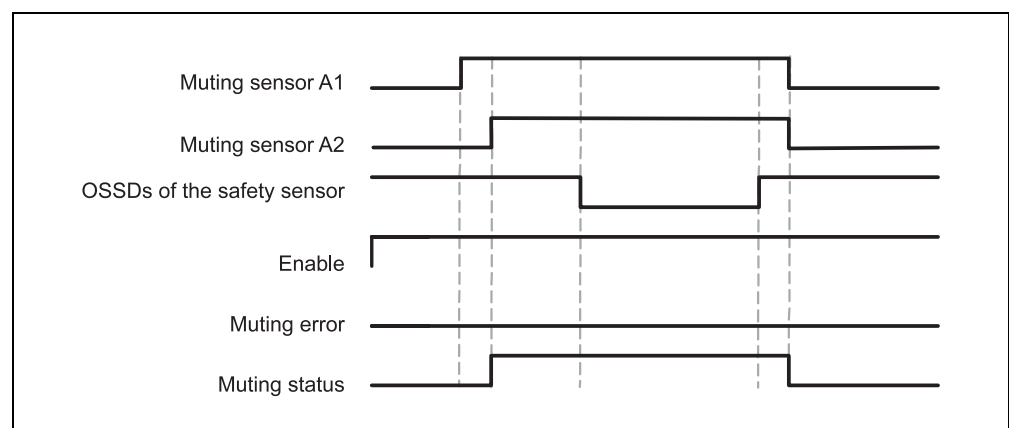 Muting sensor A1
Muting sensor A2
OSSDs of the safety sensor
Enable
Muting error
Muting status